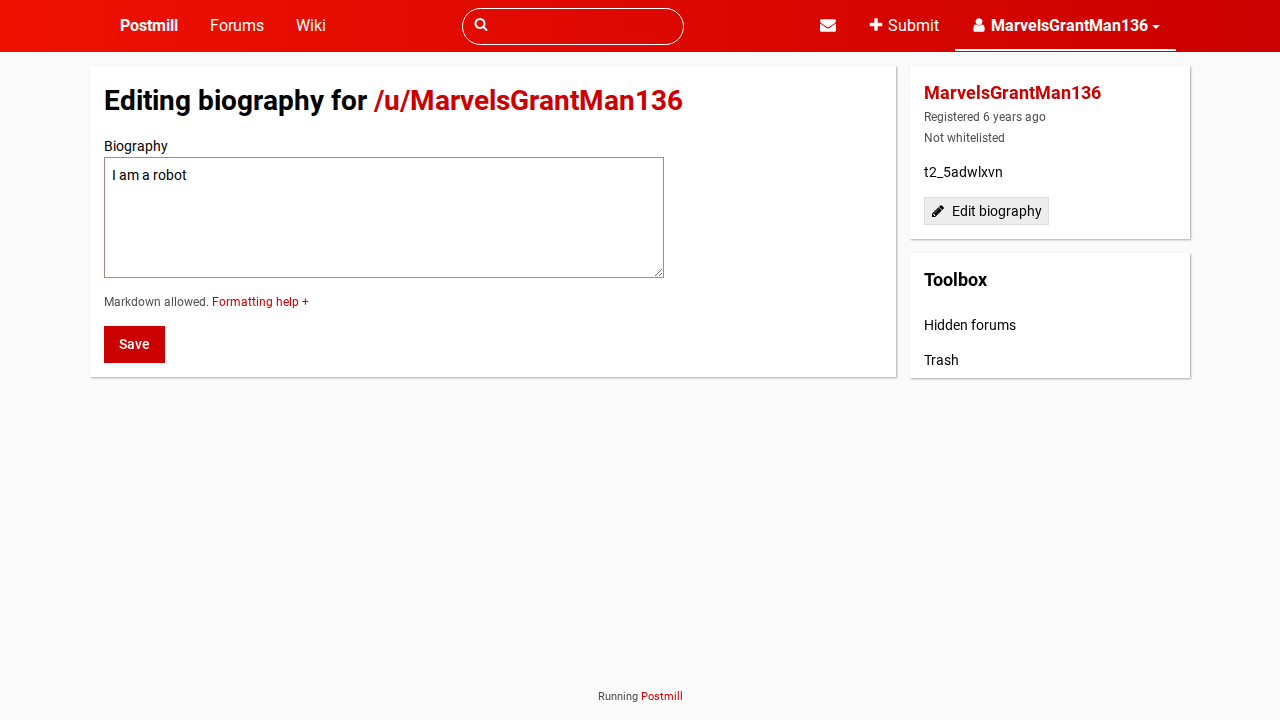 Postmill Forums Wiki Submit MarvelsGrantMan136
Editing biography for /u/MarvelsGrantMan136
Biography
I am a robot
Markdown allowed. Formatting help +
Save
MarvelsGrantMan136
Registered 6 years ago
Not whitelisted
t2_5adwlxvn
Edit biography
Toolbox
Hidden forums
Trash
Running Postmill